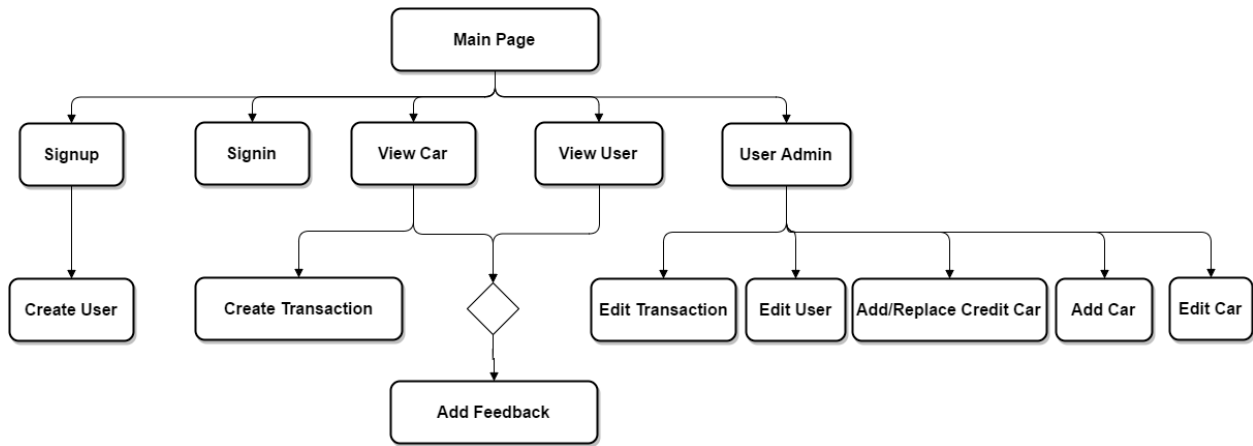 Main Page
Signup
Signin
View Car
View User
User Admin
Create User
Create Transaction
Edit Transaction
Edit User
Add/Replace Credit Car
Add Car
Edit Car
Add Feedback